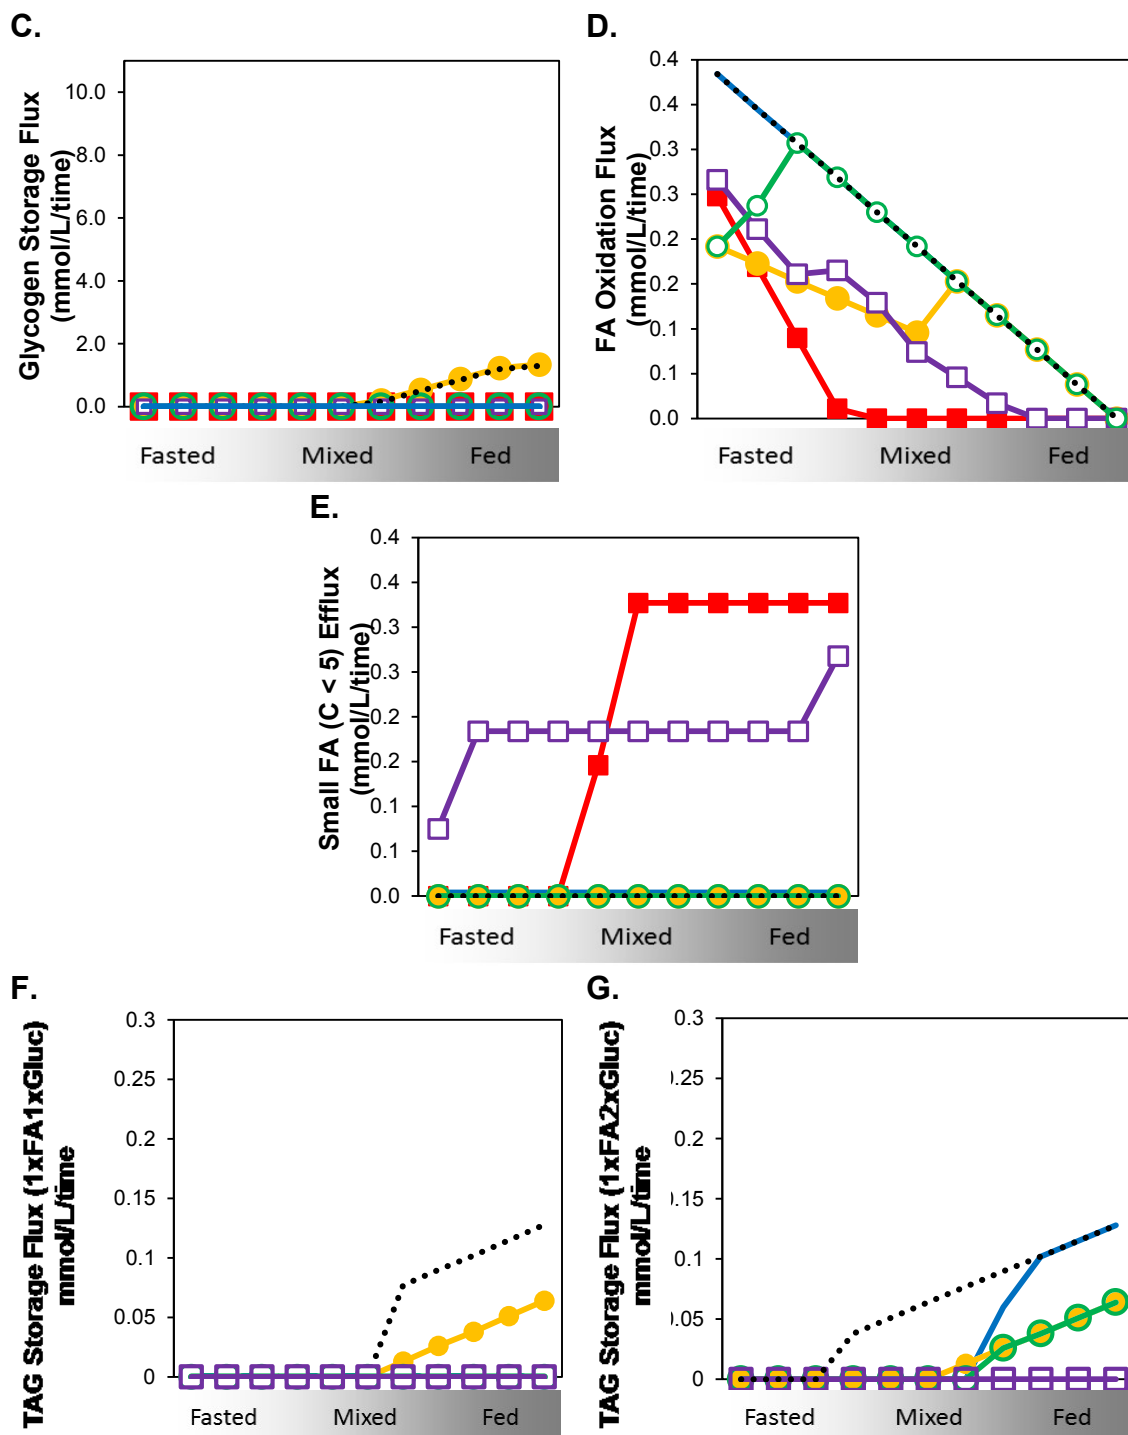 C.
Glycogen Storage Flux
(mmol/L/time)
10.0
8.0
6.0
4.0
2.0
0.0
Fasted Mixed Fed
D.
FA Oxidation Flux
(mmol/L/time)
0.4
0.4
0.3
0.3
0.2
0.2
0.1
0.1
0.0
Fasted Mixed Fed
E.
Small FA (C < 5) Efflux
(mmol/L/time)
0.4
0.4
0.3
0.3
0.2
0.2
0.1
0.1
0.0
Fasted Mixed Fed
F.
TAG Storage Flux (1xFA1xGluc)
mmol/L/time
0.3
0.25
0.2
0.15
0.1
0.05
0
Fasted Mixed Fed
G.
TAG Storage Flux (1xFA2xGluc)
mmol/L/time
0.3
).25
0.2
).15
0.1
).05
0
Fasted Mixed Fed